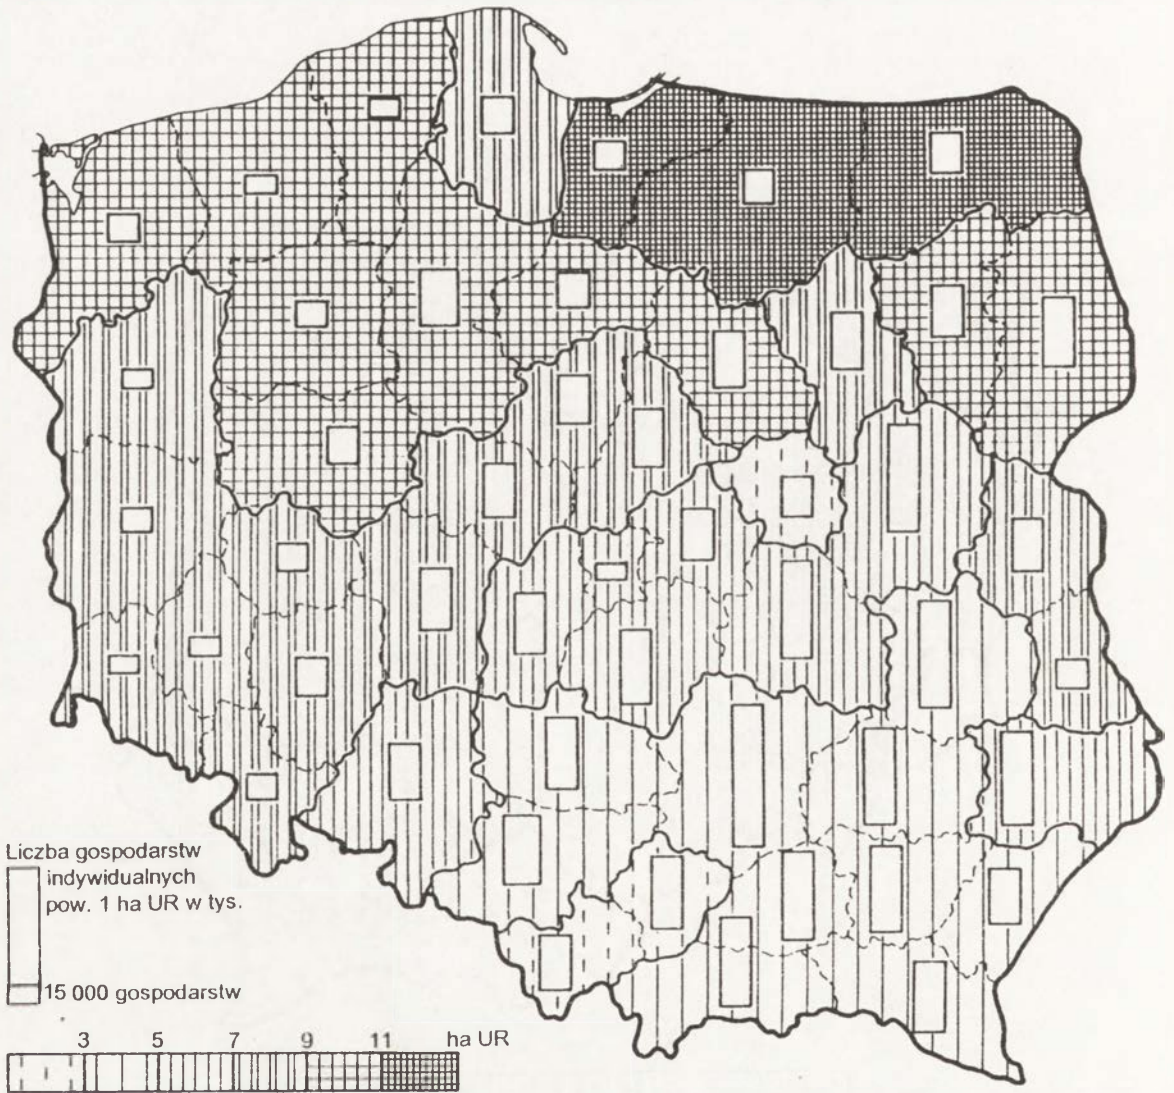 Liczba gospodarstw
indywidualnych
pow. 1 ha UR w tys.
15 000 gospodarstw
3 5 7 9 11 ha UR